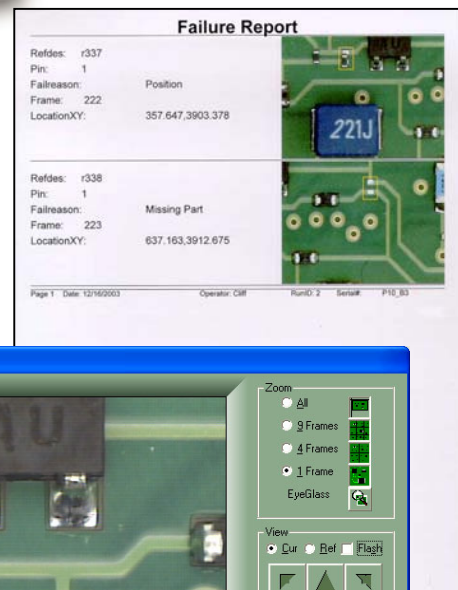 Failure Report
Refdes: r337
Pin: 1
Failreason: Position
Frame: 222
LocationXY: 357.647,3903.378
221J
Refdes: r338
Pin: 1
Failreason: Missing Part
Frame: 223
LocationXY: 637.163,3912.675
Page 1 Date: 12/16/2003 Operator: Cliff RunID: 2 Serial#: P10_B3
Zoom
All
9 Frames
4 Frames
1 Frame
EyeGlass
View
Cur Ref Flash